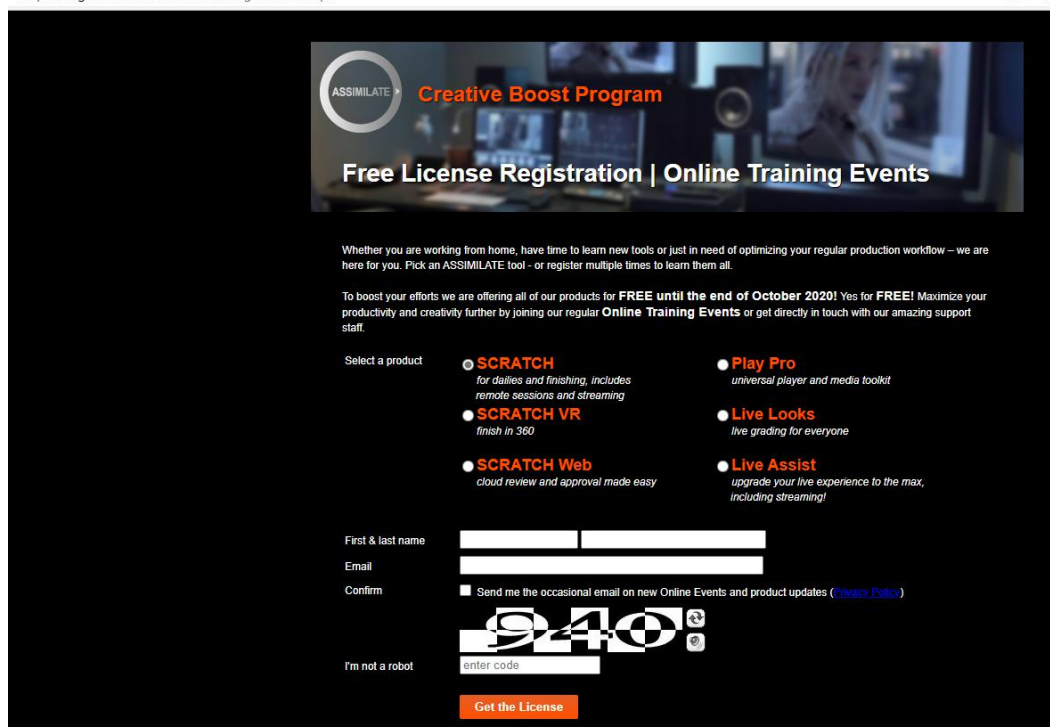 ASSIMILATE
Creative Boost Program
Free License Registration | Online Training Events
Whether you are working from home, have time to learn new tools or just in need of optimizing your regular production workflow – we are
here for you. Pick an ASSIMILATE tool - or register multiple times to learn them all.
To boost your efforts we are offering all of our products for FREE until the end of October 2020! Yes for FREE! Maximize your
productivity and creativity further by joining our regular Online Training Events or get directly in touch with our amazing support
staff.
Select a product
SCRATCH
for dailies and finishing, includes
remote sessions and streaming
Play Pro
universal player and media toolkit
SCRATCH VR
finish in 360
Live Looks
live grading for everyone
SCRATCH Web
cloud review and approval made easy
Live Assist
upgrade your live experience to the max,
including streaming!
First & last name
Email
Confirm
Send me the occasional email on new Online Events and product updates (Privacy Policy)
940
I'm not a robot
enter code
Get the License